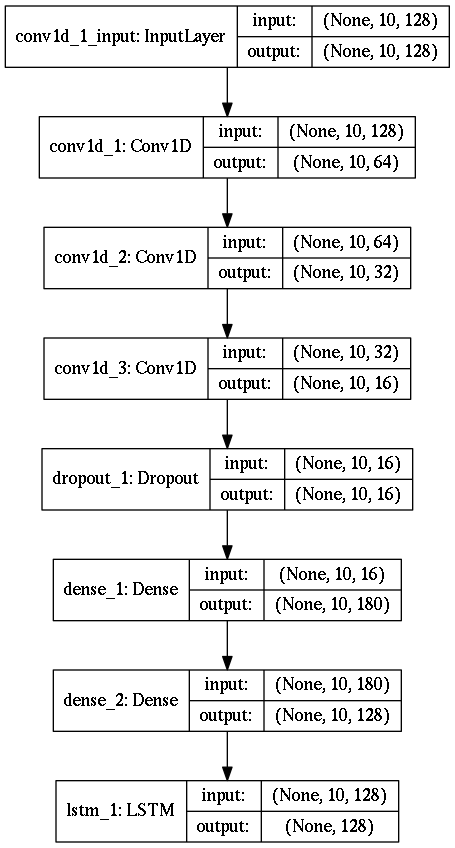 conv1d_1_input: InputLayer
input: (None, 10, 128)
output: (None, 10, 128)
conv1d_1: Conv1D
input: (None, 10, 128)
output: (None, 10, 64)
conv1d_2: Conv1D
input: (None, 10, 64)
output: (None, 10, 32)
conv1d_3: Conv1D
input: (None, 10, 32)
output: (None, 10, 16)
dropout_1: Dropout
input: (None, 10, 16)
output: (None, 10, 16)
dense_1: Dense
input: (None, 10, 16)
output: (None, 10, 180)
dense_2: Dense
input: (None, 10, 180)
output: (None, 10, 128)
lstm_1: LSTM
input: (None, 10, 128)
output: (None, 128)